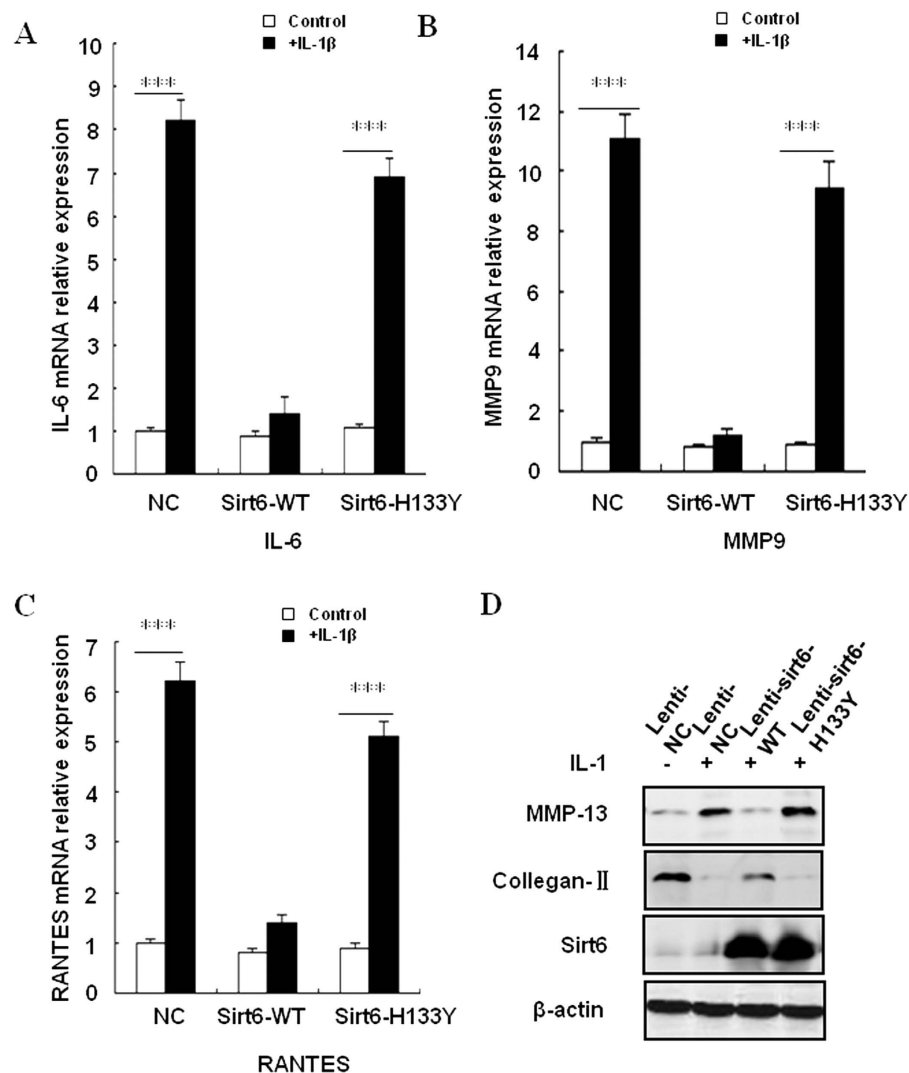 A
Control
+IL-1β
IL-6 mRNA relative expression
10
9
8
7
6
5
4
3
2
1
0
***
***
NC Sirt6-WT Sirt6-H133Y
IL-6
B
Control
+IL-1β
MMP9 mRNA relative expression
14
12
10
8
6
4
2
0
***
***
NC Sirt6-WT Sirt6-H133Y
MMP9
C
Control
+IL-1β
RANTES mRNA relative expression
7
6
5
4
3
2
1
0
***
***
NC Sirt6-WT Sirt6-H133Y
RANTES
D
Lenti-
NC
Lenti-
NC
Lenti-sirt6-
WT
Lenti-sirt6-
H133Y
IL-1 - + + +
MMP-13
Collegan-Ⅱ
Sirt6
β-actin